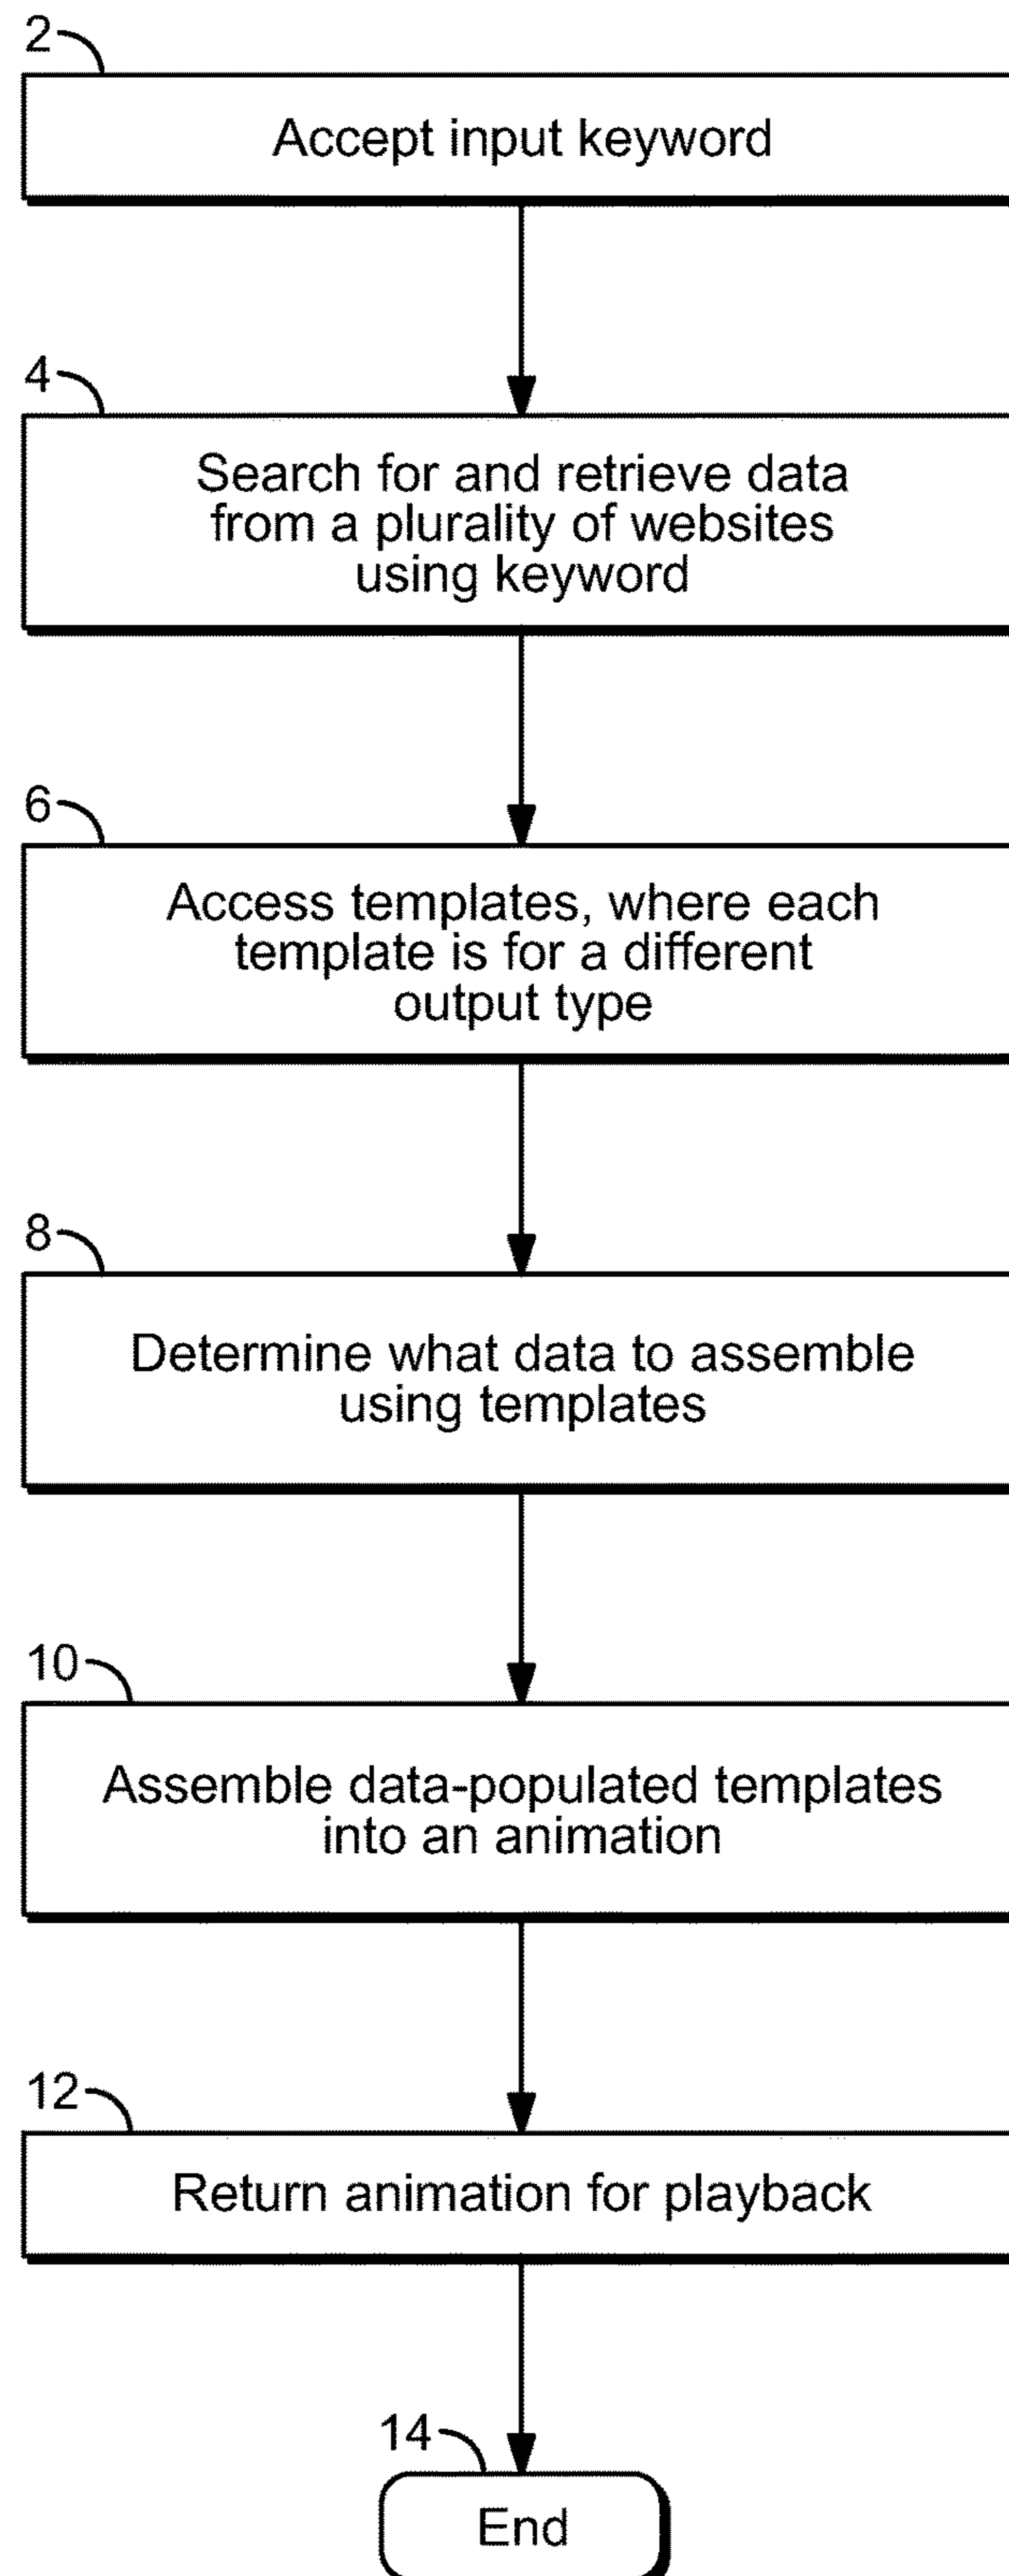 2
Accept input keyword
4
Search for and retrieve data
from a plurality of websites
using keyword
6
Access templates, where each
template is for a different
output type
8
Determine what data to assemble
using templates
10
Assemble data-populated templates
into an animation
12
Return animation for playback
14
End